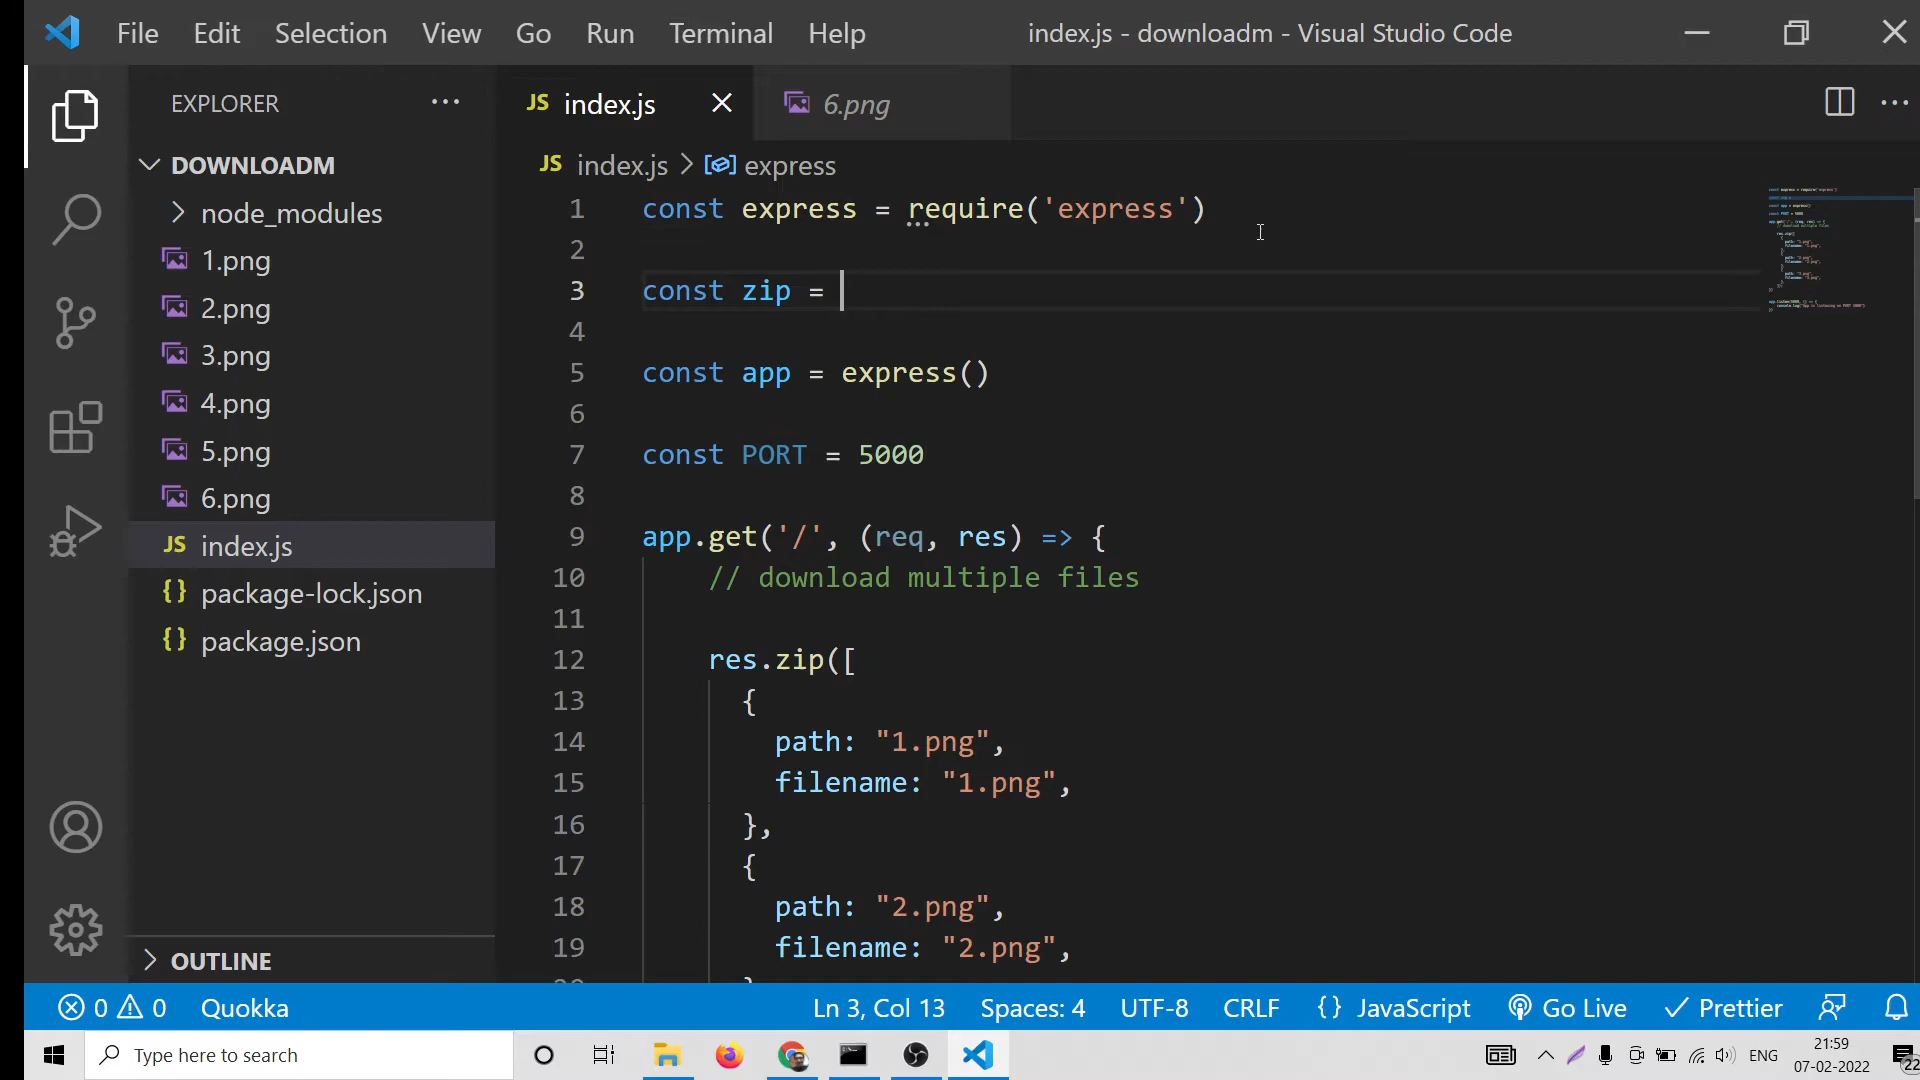 File Edit Selection View Go Run Terminal Help index.js - downloadm - Visual Studio Code
EXPLORER
DOWNLOADM
node_modules
1.png
2.png
3.png
4.png
5.png
6.png
JS index.js
{} package-lock.json
{} package.json
OUTLINE
JS index.js 6.png
JS index.js > express
1 const express = require('express')
2
3 const zip =
4
5 const app = express()
6
7 const PORT = 5000
8
9 app.get('/', (req, res) => {
10 // download multiple files
11
12 res.zip([
13 {
14 path: "1.png",
15 filename: "1.png",
16 },
17 {
18 path: "2.png",
19 filename: "2.png",
0 0 Quokka Ln 3, Col 13 Spaces: 4 UTF-8 CRLF {} JavaScript Go Live Prettier
Type here to search
ENG
21:59
07-02-2022
22